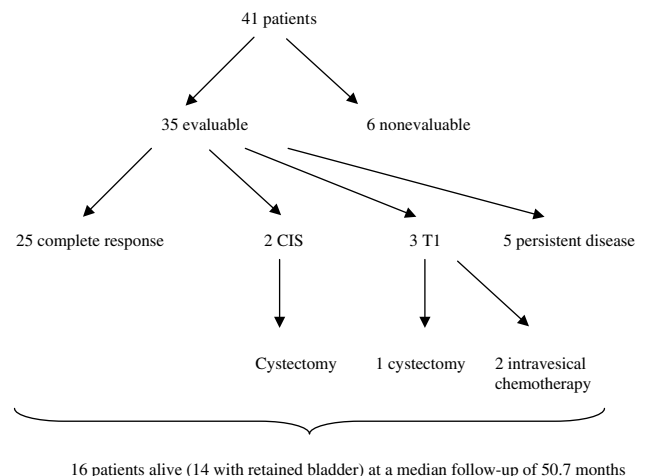 41 patients
35 evaluable
6 nonevaluable
25 complete response
2 CIS
3 T1
5 persistent disease
Cystectomy
1 cystectomy
2 intravesical
chemotherapy
16 patients alive (14 with retained bladder) at a median follow-up of 50.7 months